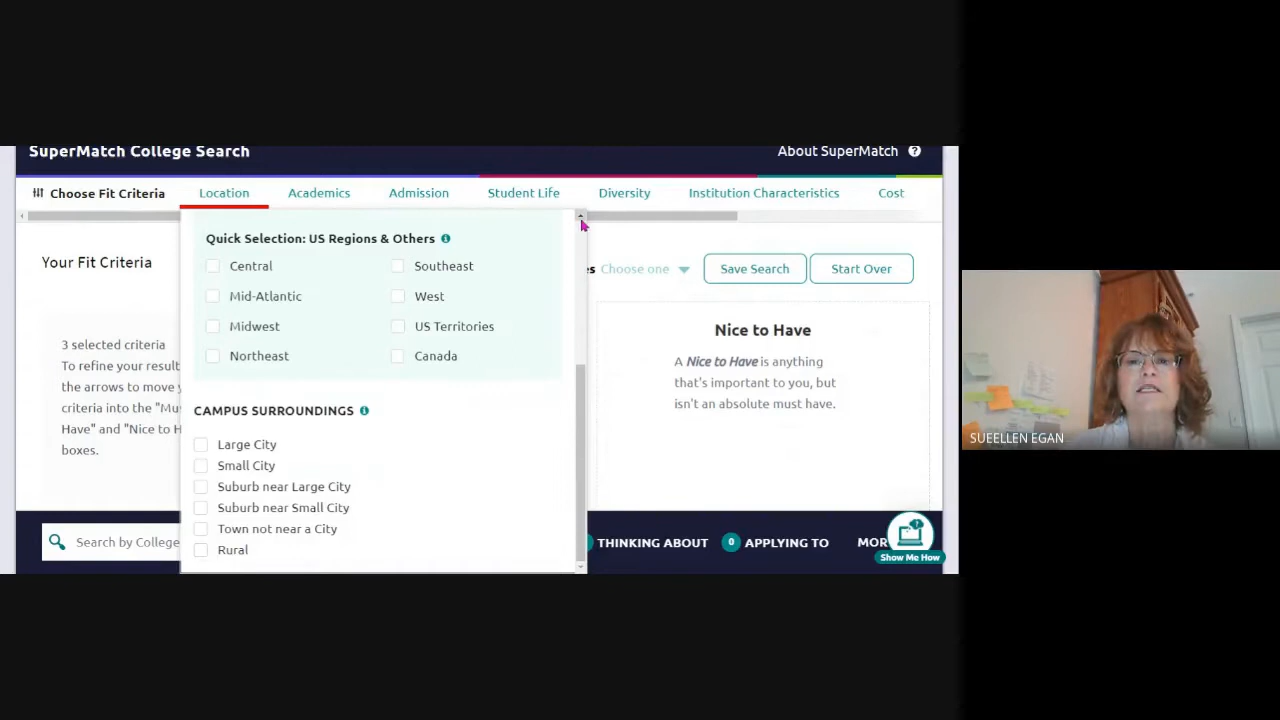 SuperMatch College Search
About SuperMatch ?
Choose Fit Criteria
Location
Academics
Admission
Student Life
Diversity
Institution Characteristics
Cost
Your Fit Criteria
3 selected criteria
To refine your result
the arrows to move y
criteria into the "Mus
Have" and "Nice to H
boxes.
Quick Selection: US Regions & Others
Central
Southeast
Mid-Atlantic
West
Midwest
US Territories
Northeast
Canada
CAMPUS SURROUNDINGS
Large City
Small City
Suburb near Large City
Suburb near Small City
Town not near a City
Rural
es Choose one
Save Search
Start Over
Nice to Have
A Nice to Have is anything
that's important to you, but
isn't an absolute must have.
Search by College
THINKING ABOUT
0 APPLYING TO
MOR
Show Me How
SUEELLEN EGAN